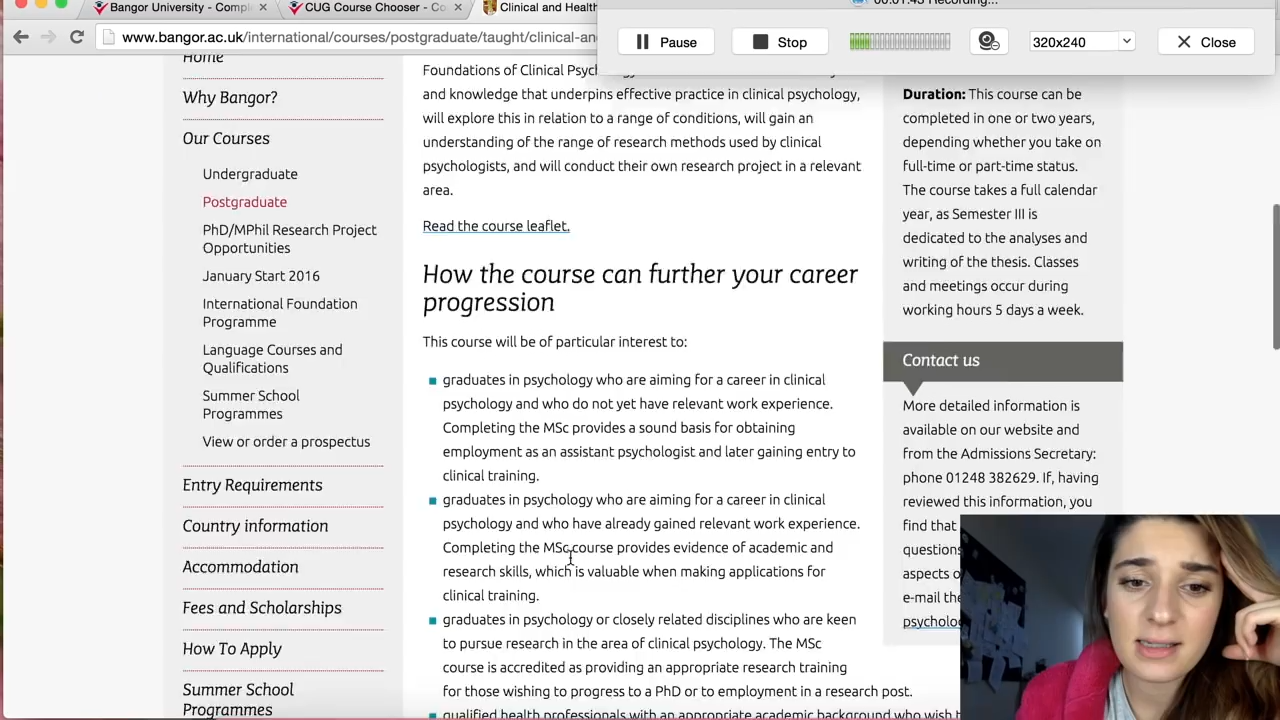 Bangor University - Comple
CUG Course Chooser - Co
Clinical and Health
Recording...
www.bangor.ac.uk/international/courses/postgraduate/taught/clinical-an
Pause
Stop
320x240
Close
Home
Why Bangor?
Our Courses
Undergraduate
Postgraduate
PhD/MPhil Research Project
Opportunities
January Start 2016
International Foundation
Programme
Language Courses and
Qualifications
Summer School
Programmes
View or order a prospectus
Entry Requirements
Country information
Accommodation
Fees and Scholarships
How To Apply
Summer School
Programmes
Foundations of Clinical Psych
and knowledge that underpins effective practice in clinical psychology,
will explore this in relation to a range of conditions, will gain an
understanding of the range of research methods used by clinical
psychologists, and will conduct their own research project in a relevant
area.
Read the course leaflet.
How the course can further your career
progression
This course will be of particular interest to:
graduates in psychology who are aiming for a career in clinical
psychology and who do not yet have relevant work experience.
Completing the MSc provides a sound basis for obtaining
employment as an assistant psychologist and later gaining entry to
clinical training.
graduates in psychology who are aiming for a career in clinical
psychology and who have already gained relevant work experience.
Completing the MSc course provides evidence of academic and
research skills, which is valuable when making applications for
clinical training.
graduates in psychology or closely related disciplines who are keen
to pursue research in the area of clinical psychology. The MSc
course is accredited as providing an appropriate research training
for those wishing to progress to a PhD or to employment in a research post.
qualified health professionals with an appropriate academic background who wish t
Duration: This course can be
completed in one or two years,
depending whether you take on
full-time or part-time status.
The course takes a full calendar
year, as Semester III is
dedicated to the analyses and
writing of the thesis. Classes
and meetings occur during
working hours 5 days a week.
Contact us
More detailed information is
available on our website and
from the Admissions Secretary:
phone 01248 382629. If, having
reviewed this information, you
find that
questions
aspects o
e-mail the
psycholo